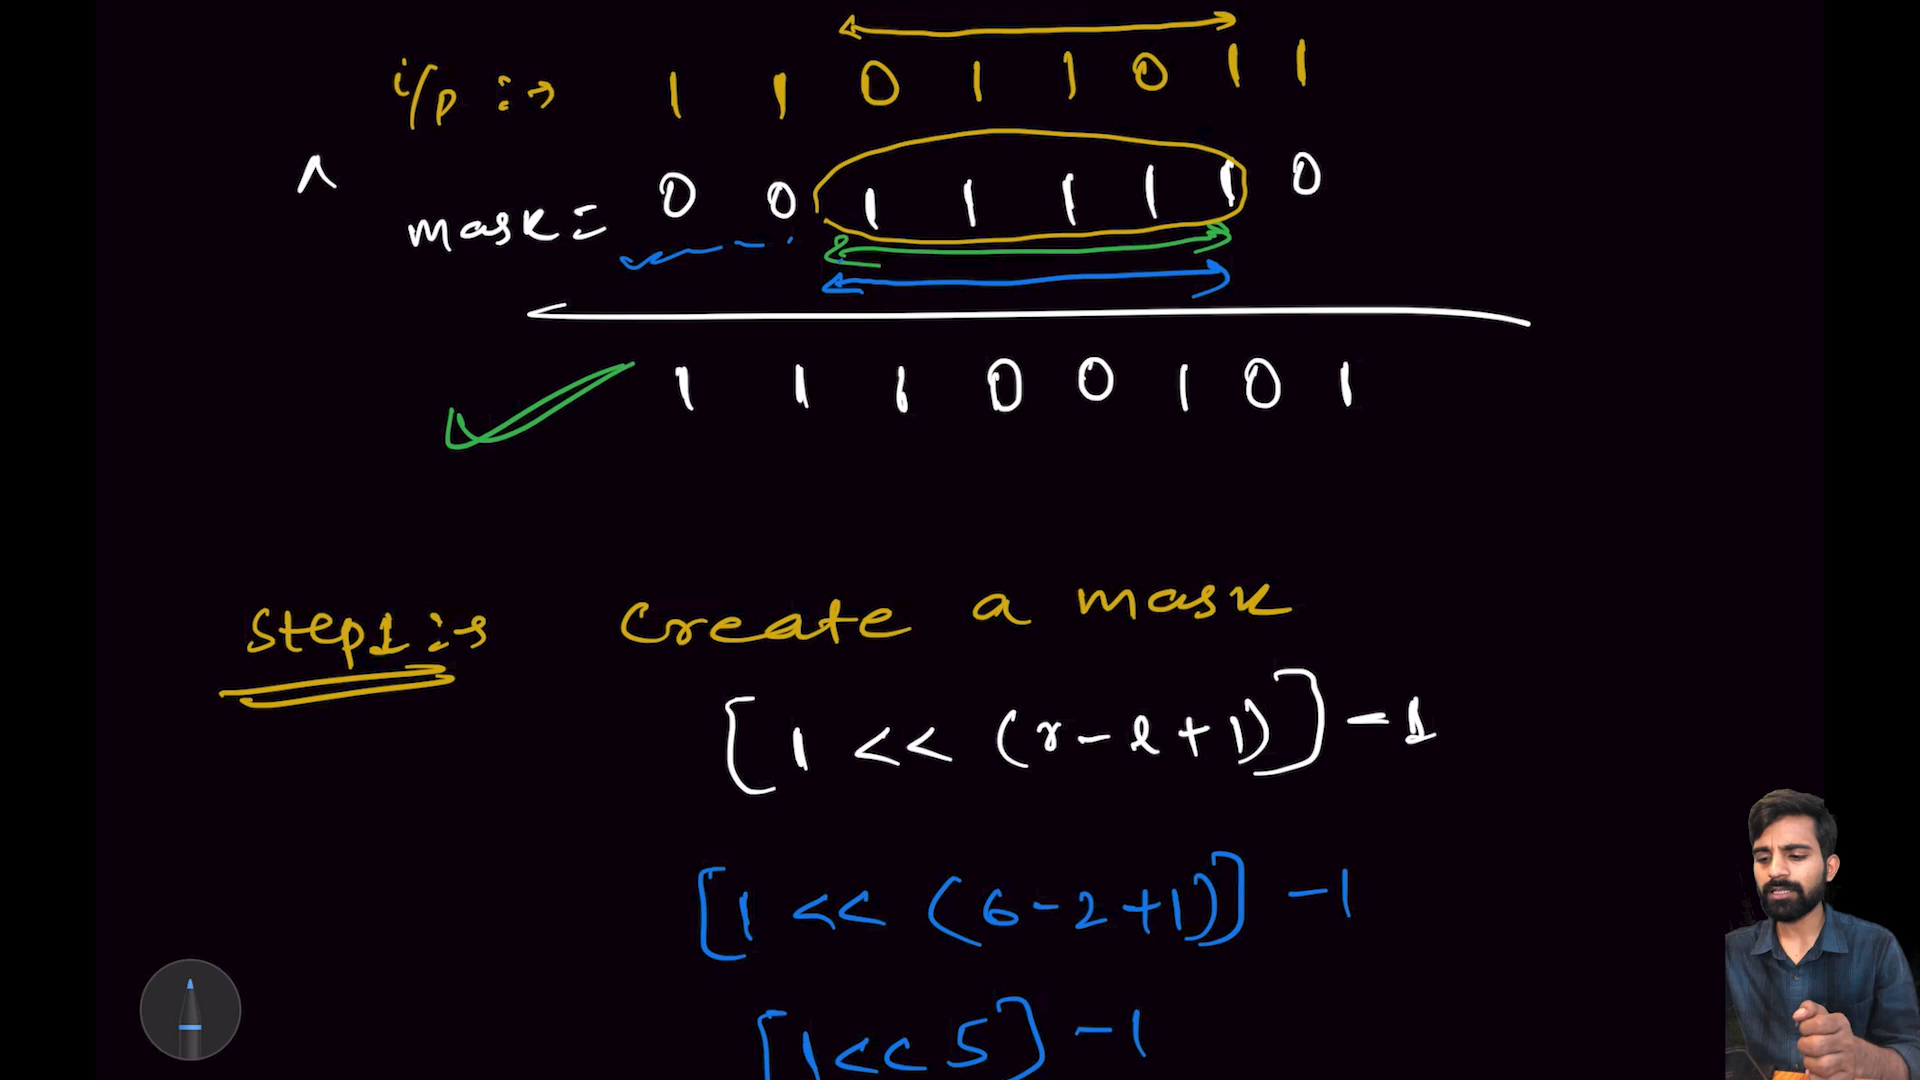 i/p :→ 1 1 0 1 1 0 1 1
^
mask = 0 0 1 1 1 1 1 0
1 1 1 0 0 1 0 1
Step1 :→ Create a mask
[1 << (r-l+1)] -1
[1 << (6-2+1)] -1
[1<<5] -1